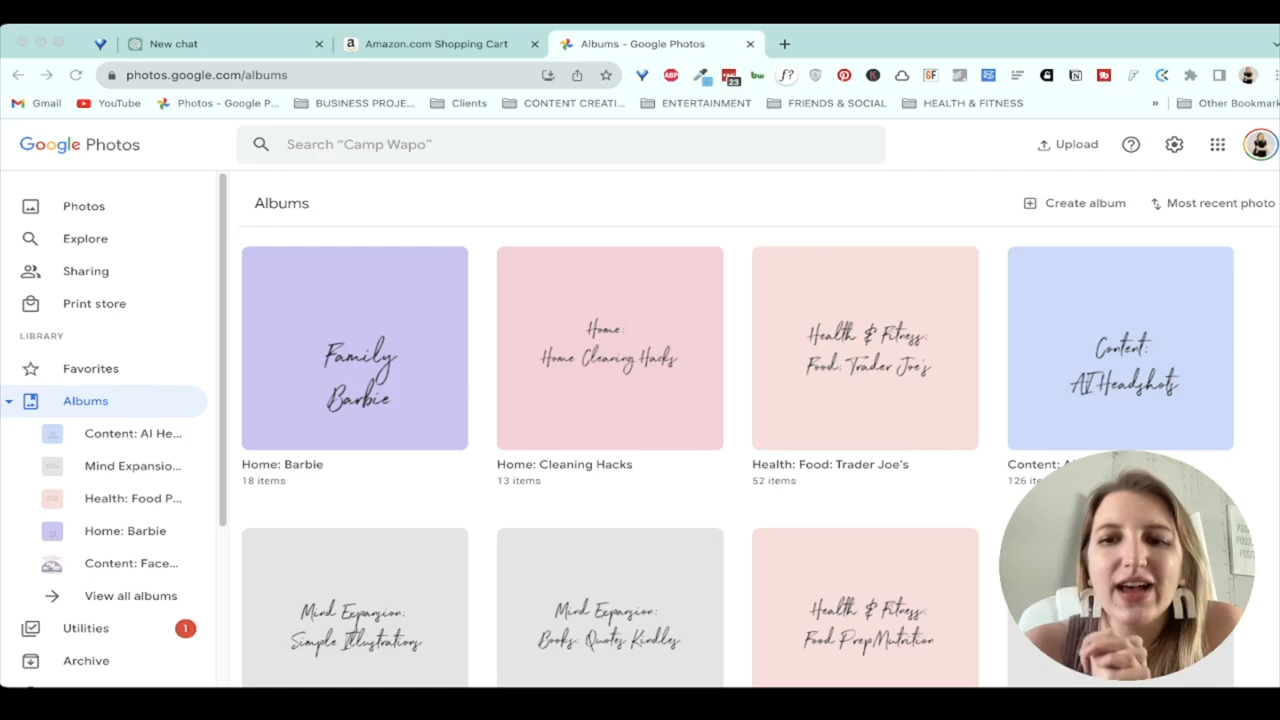 New chat
Amazon.com Shopping Cart
Albums - Google Photos
photos.google.com/albums
ABP
23
bw
f?
GF
Gmail
YouTube
Photos - Google P...
BUSINESS PROJE...
Clients
CONTENT CREATI...
ENTERTAINMENT
FRIENDS & SOCIAL
HEALTH & FITNESS
»
Other Bookmark
Google Photos
Search “Camp Wapo”
Upload
Photos
Explore
Sharing
Print store
LIBRARY
Favorites
Albums
Content: AI He...
Mind Expansio...
Health: Food P...
Home: Barbie
Content: Face...
View all albums
Utilities
1
Archive
Albums
Create album
Most recent photo
Family
Barbie
Home: Barbie
18 items
Home:
Home Cleaning Hacks
Home: Cleaning Hacks
13 items
Health & Fitness:
Food: Trader Joe's
Health: Food: Trader Joe's
52 items
Content:
AI Headshots
Content: A
126 ite
Mind Expansion:
Simple Illustrations
Mind Expansion:
Books: Quotes Kindles
Health & Fitness:
Food Prep/Nutrition